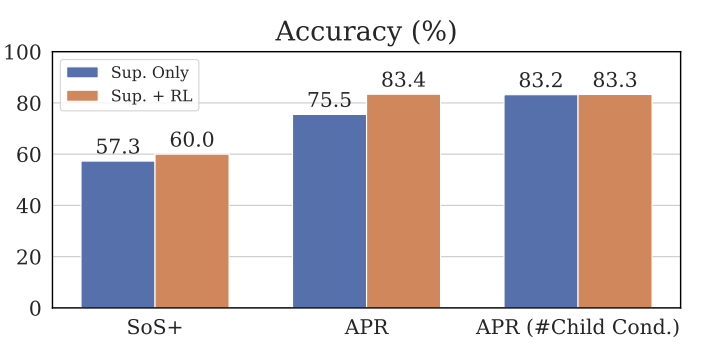 Accuracy (%)
100
80
60
40
20
0
Sup. Only
Sup. + RL
57.3
60.0
75.5
83.4
83.2
83.3
SoS+
APR
APR (#Child Cond.)